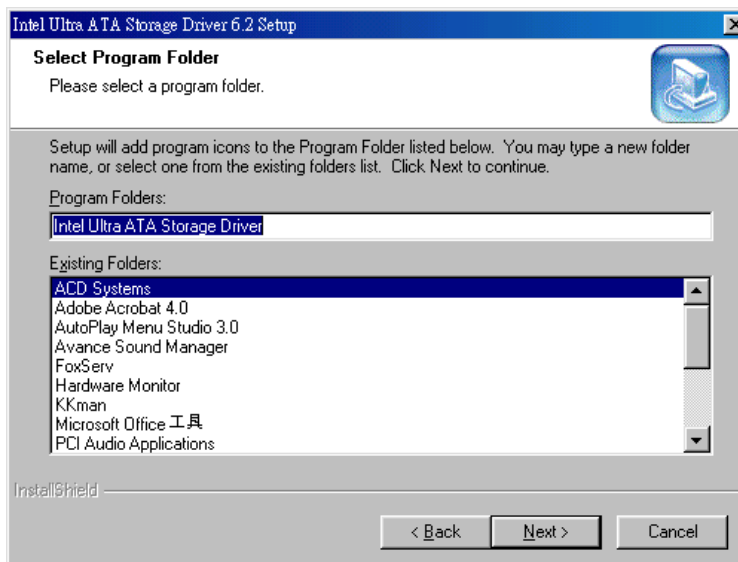 Intel Ultra ATA Storage Driver 6.2 Setup
Select Program Folder
Please select a program folder.
Setup will add program icons to the Program Folder listed below. You may type a new folder
name, or select one from the existing folders list. Click Next to continue.
Program Folders:
Intel Ultra ATA Storage Driver
Existing Folders:
ACD Systems
Adobe Acrobat 4.0
AutoPlay Menu Studio 3.0
Avance Sound Manager
FoxServ
Hardware Monitor
KKman
Microsoft Office 工具
PCI Audio Applications
InstallShield
< Back
Next >
Cancel